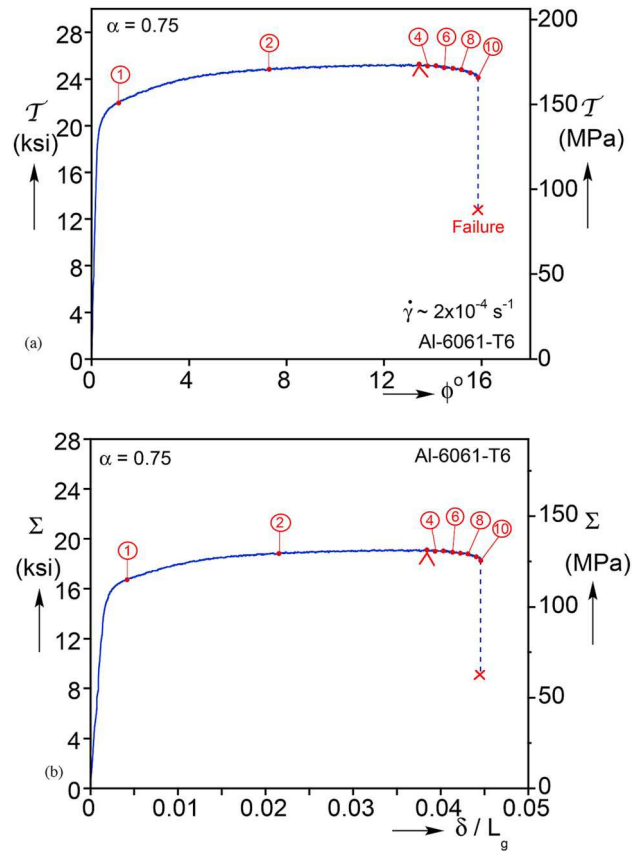 28
α = 0.75
1
2
4
6
8
10
200
24
𝒯
(ksi)
20
16
12
8
4
0
150
𝒯
(MPa)
100
50
0
Failure
γ̇ ~ 2x10⁻⁴ s⁻¹
Al-6061-T6
(a)
0 4 8 12 16
ϕ°
28
α = 0.75
Al-6061-T6
1
2
4
6
8
10
24
Σ
(ksi)
20
16
12
8
4
0
150
Σ
(MPa)
100
50
0
(b)
0 0.01 0.02 0.03 0.04 0.05
δ / Lg